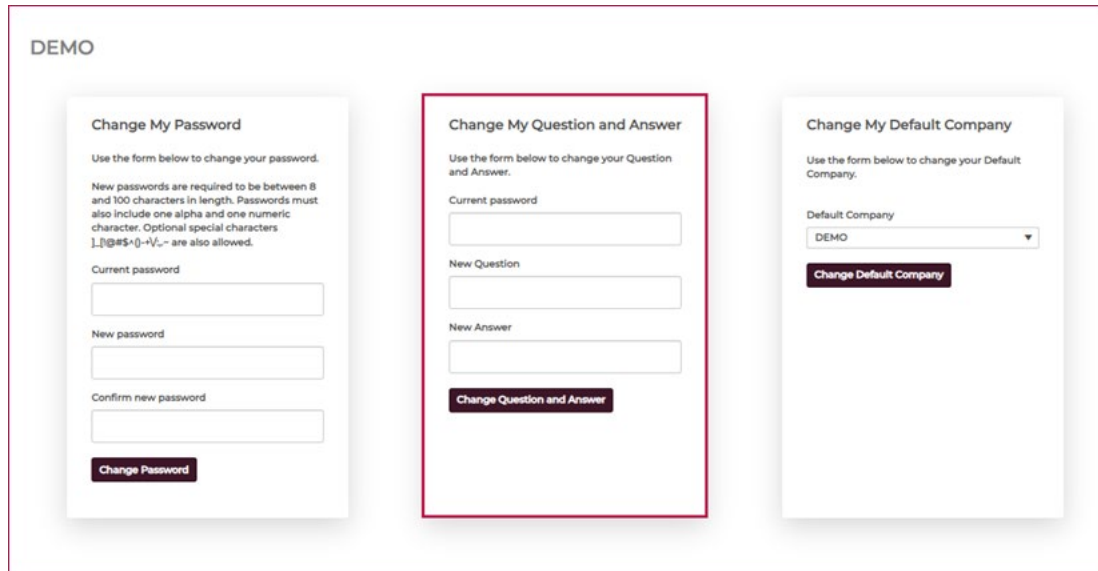 DEMO
Change My Password
Use the form below to change your password.
New passwords are required to be between 8
and 100 characters in length. Passwords must
also include one alpha and one numeric
character. Optional special characters
are also allowed.
Current password
New password
Confirm new password
Change Password
Change My Question and Answer
Use the form below to change your Question
and Answer.
Current password
New Question
New Answer
Change Question and Answer
Change My Default Company
Use the form below to change your Default
Company.
Default Company
DEMO
Change Default Company